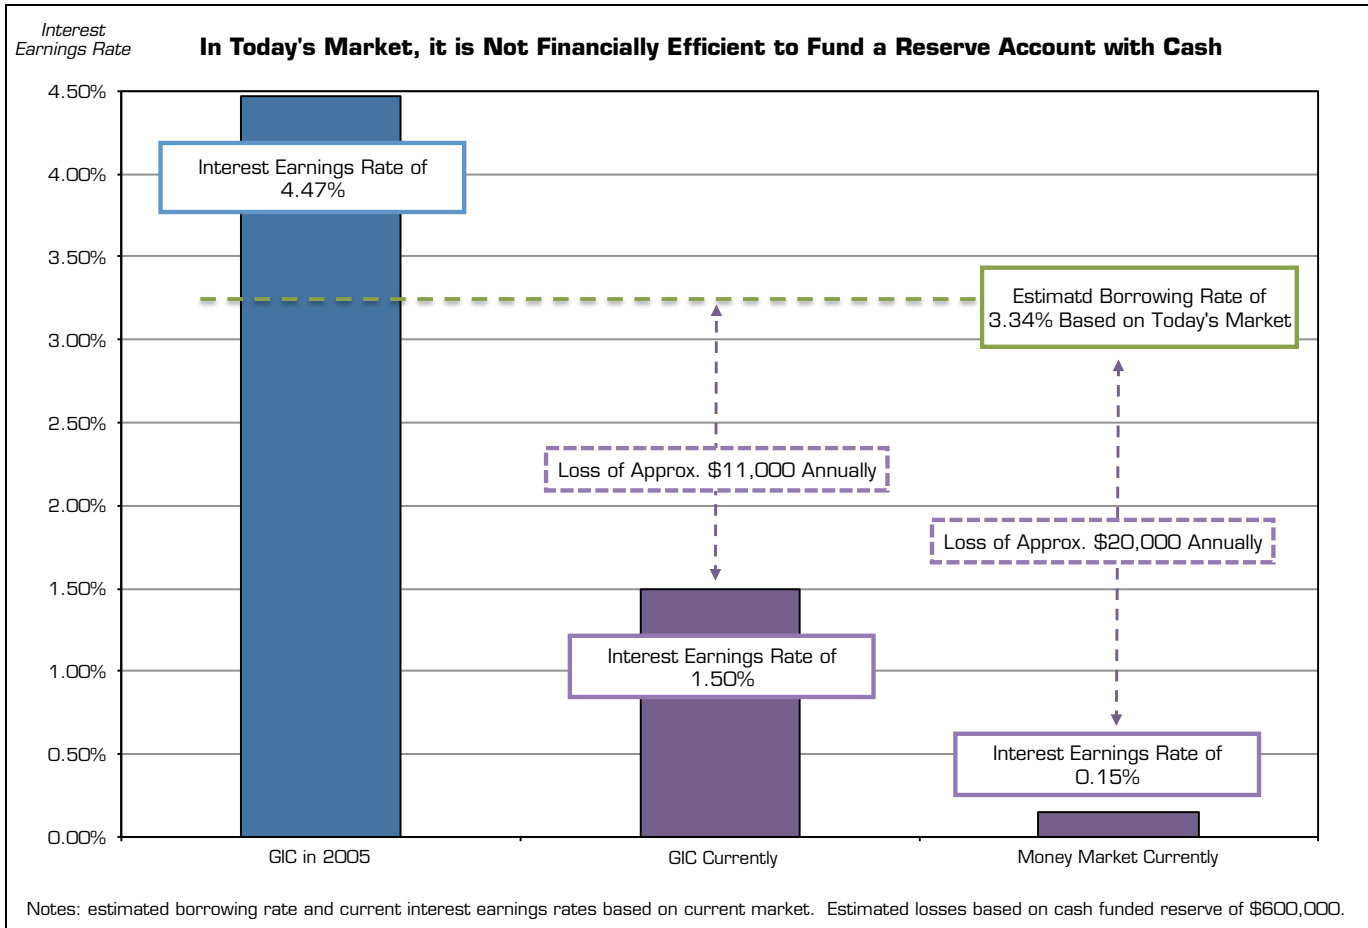 Interest
Earnings Rate
In Today's Market, it is Not Financially Efficient to Fund a Reserve Account with Cash
4.50%
4.00%
3.50%
3.00%
2.50%
2.00%
1.50%
1.00%
0.50%
0.00%
Interest Earnings Rate of
4.47%
Estimatd Borrowing Rate of
3.34% Based on Today's Market
Loss of Approx. $11,000 Annually
Loss of Approx. $20,000 Annually
Interest Earnings Rate of
1.50%
Interest Earnings Rate of
0.15%
GIC in 2005
GIC Currently
Money Market Currently
Notes: estimated borrowing rate and current interest earnings rates based on current market. Estimated losses based on cash funded reserve of $600,000.